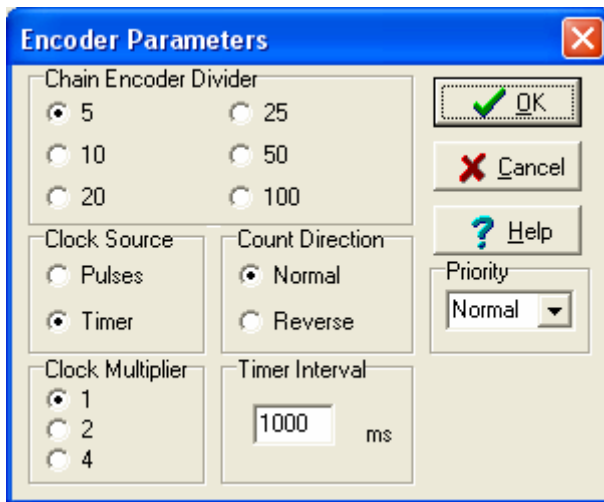 Encoder Parameters
Chain Encoder Divider
5
25
10
50
20
100
OK
Cancel
Help
Clock Source
Pulses
Timer
Count Direction
Normal
Reverse
Priority
Normal
Clock Multiplier
1
2
4
Timer Interval
1000 ms